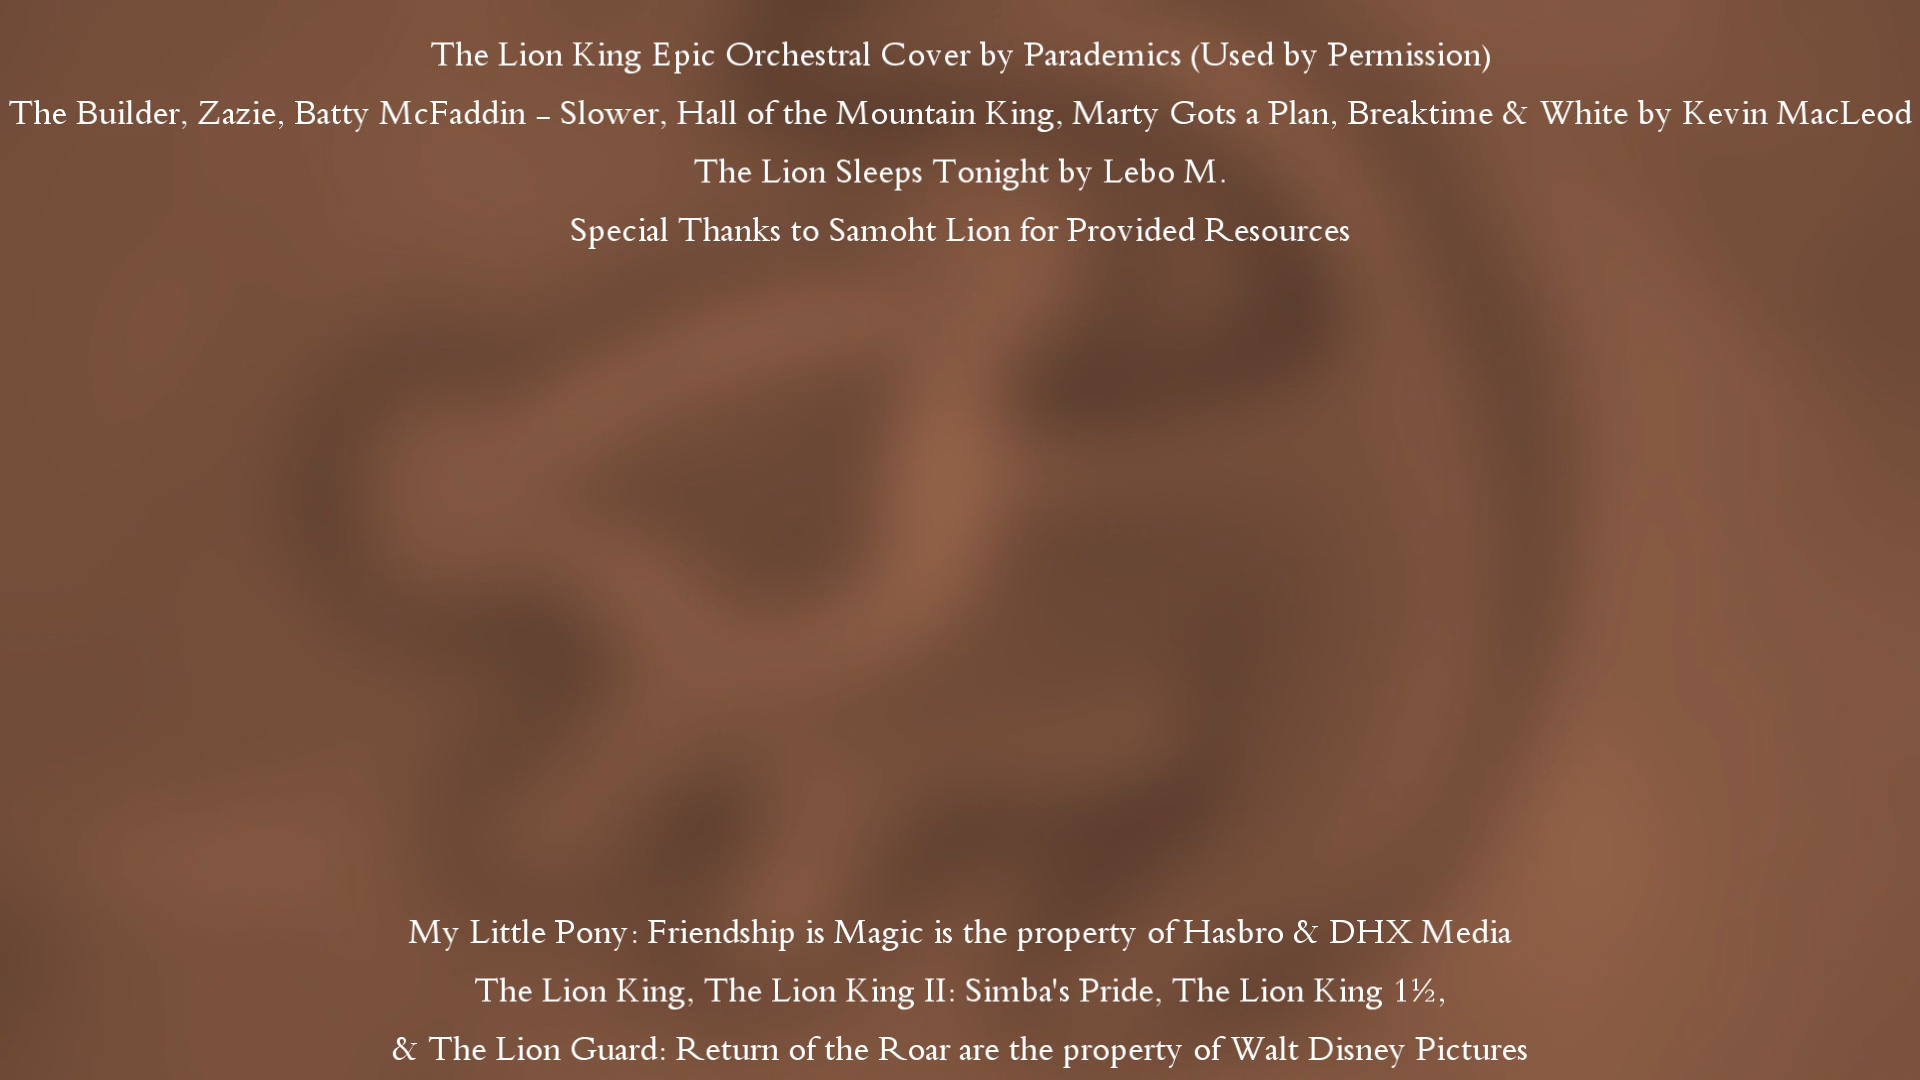 The Lion King Epic Orchestral Cover by Parademics (Used by Permission)
The Builder, Zazie, Batty McFaddin – Slower, Hall of the Mountain King, Marty Gots a Plan, Breaktime & White by Kevin MacLeod
The Lion Sleeps Tonight by Lebo M.
Special Thanks to Samoht Lion for Provided Resources
My Little Pony: Friendship is Magic is the property of Hasbro & DHX Media
The Lion King, The Lion King II: Simba's Pride, The Lion King 1½,
& The Lion Guard: Return of the Roar are the property of Walt Disney Pictures